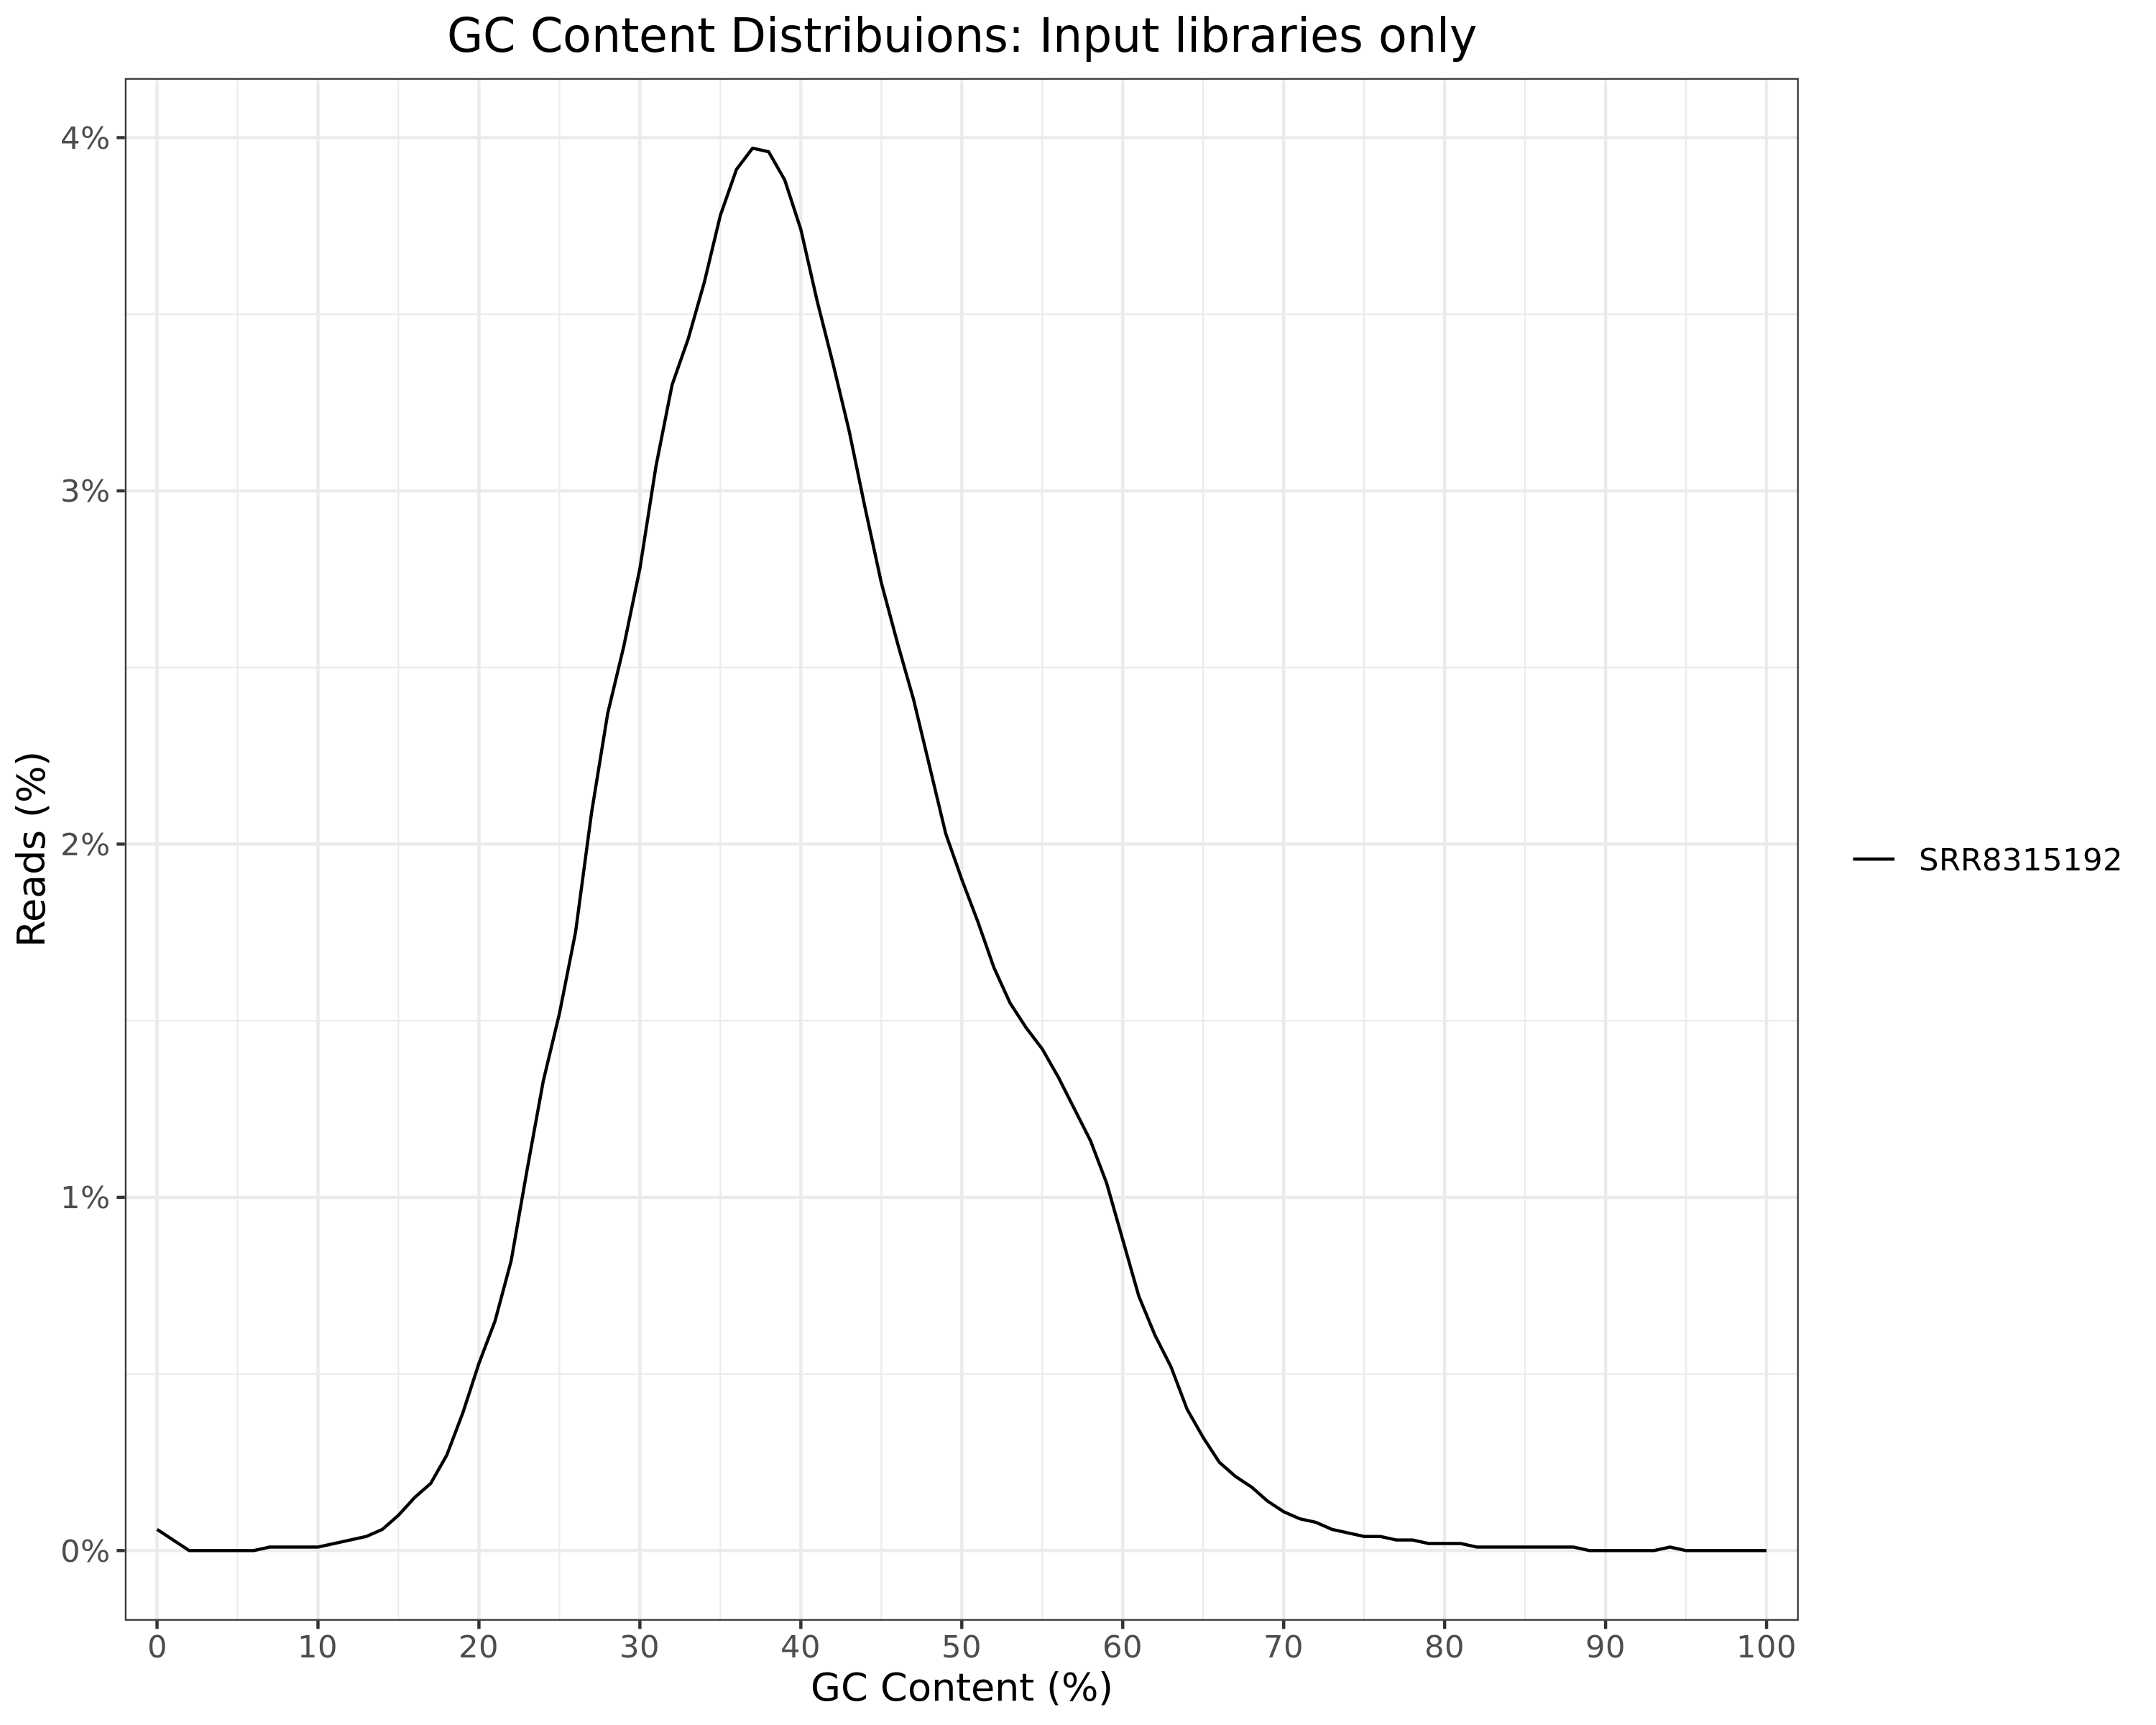 GC Content Distribuions: Input libraries only
4%
3%
2%
1%
0%
Reads (%)
0 10 20 30 40 50 60 70 80 90 100
GC Content (%)
SRR8315192